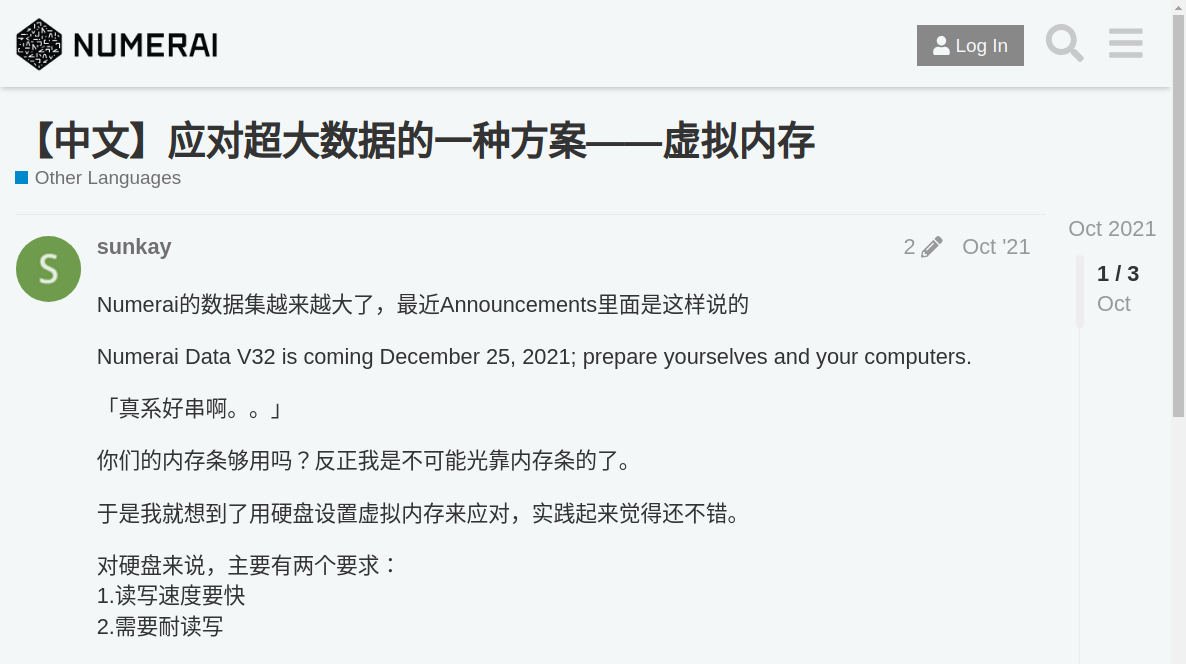 NUMERAI
Log In
【中文】应对超大数据的一种方案——虚拟内存
Other Languages
Oct 2021
S
sunkay
2
Oct '21
1 / 3
Oct
Numerai的数据集越来越大了，最近Announcements里面是这样说的
Numerai Data V32 is coming December 25, 2021; prepare yourselves and your computers.
「真系好串啊。。」
你们的内存条够用吗？反正我是不可能光靠内存条的了。
于是我就想到了用硬盘设置虚拟内存来应对，实践起来觉得还不错。
对硬盘来说，主要有两个要求：
1.读写速度要快
2.需要耐读写